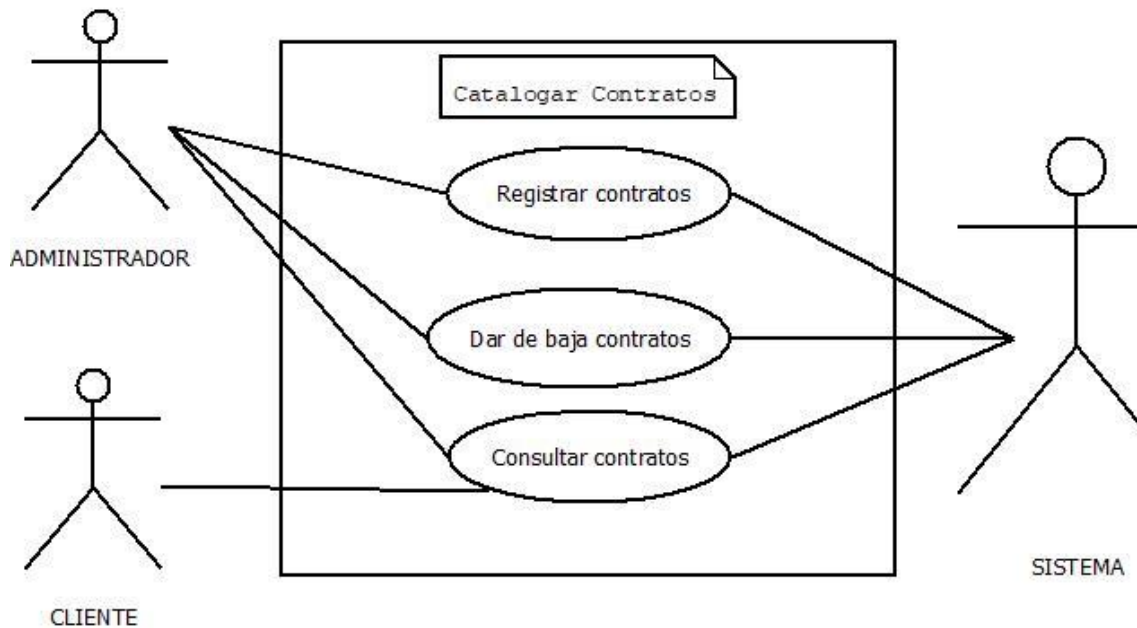 Catalogar Contratos
Registrar contratos
ADMINISTRADOR
Dar de baja contratos
Consultar contratos
SISTEMA
CLIENTE